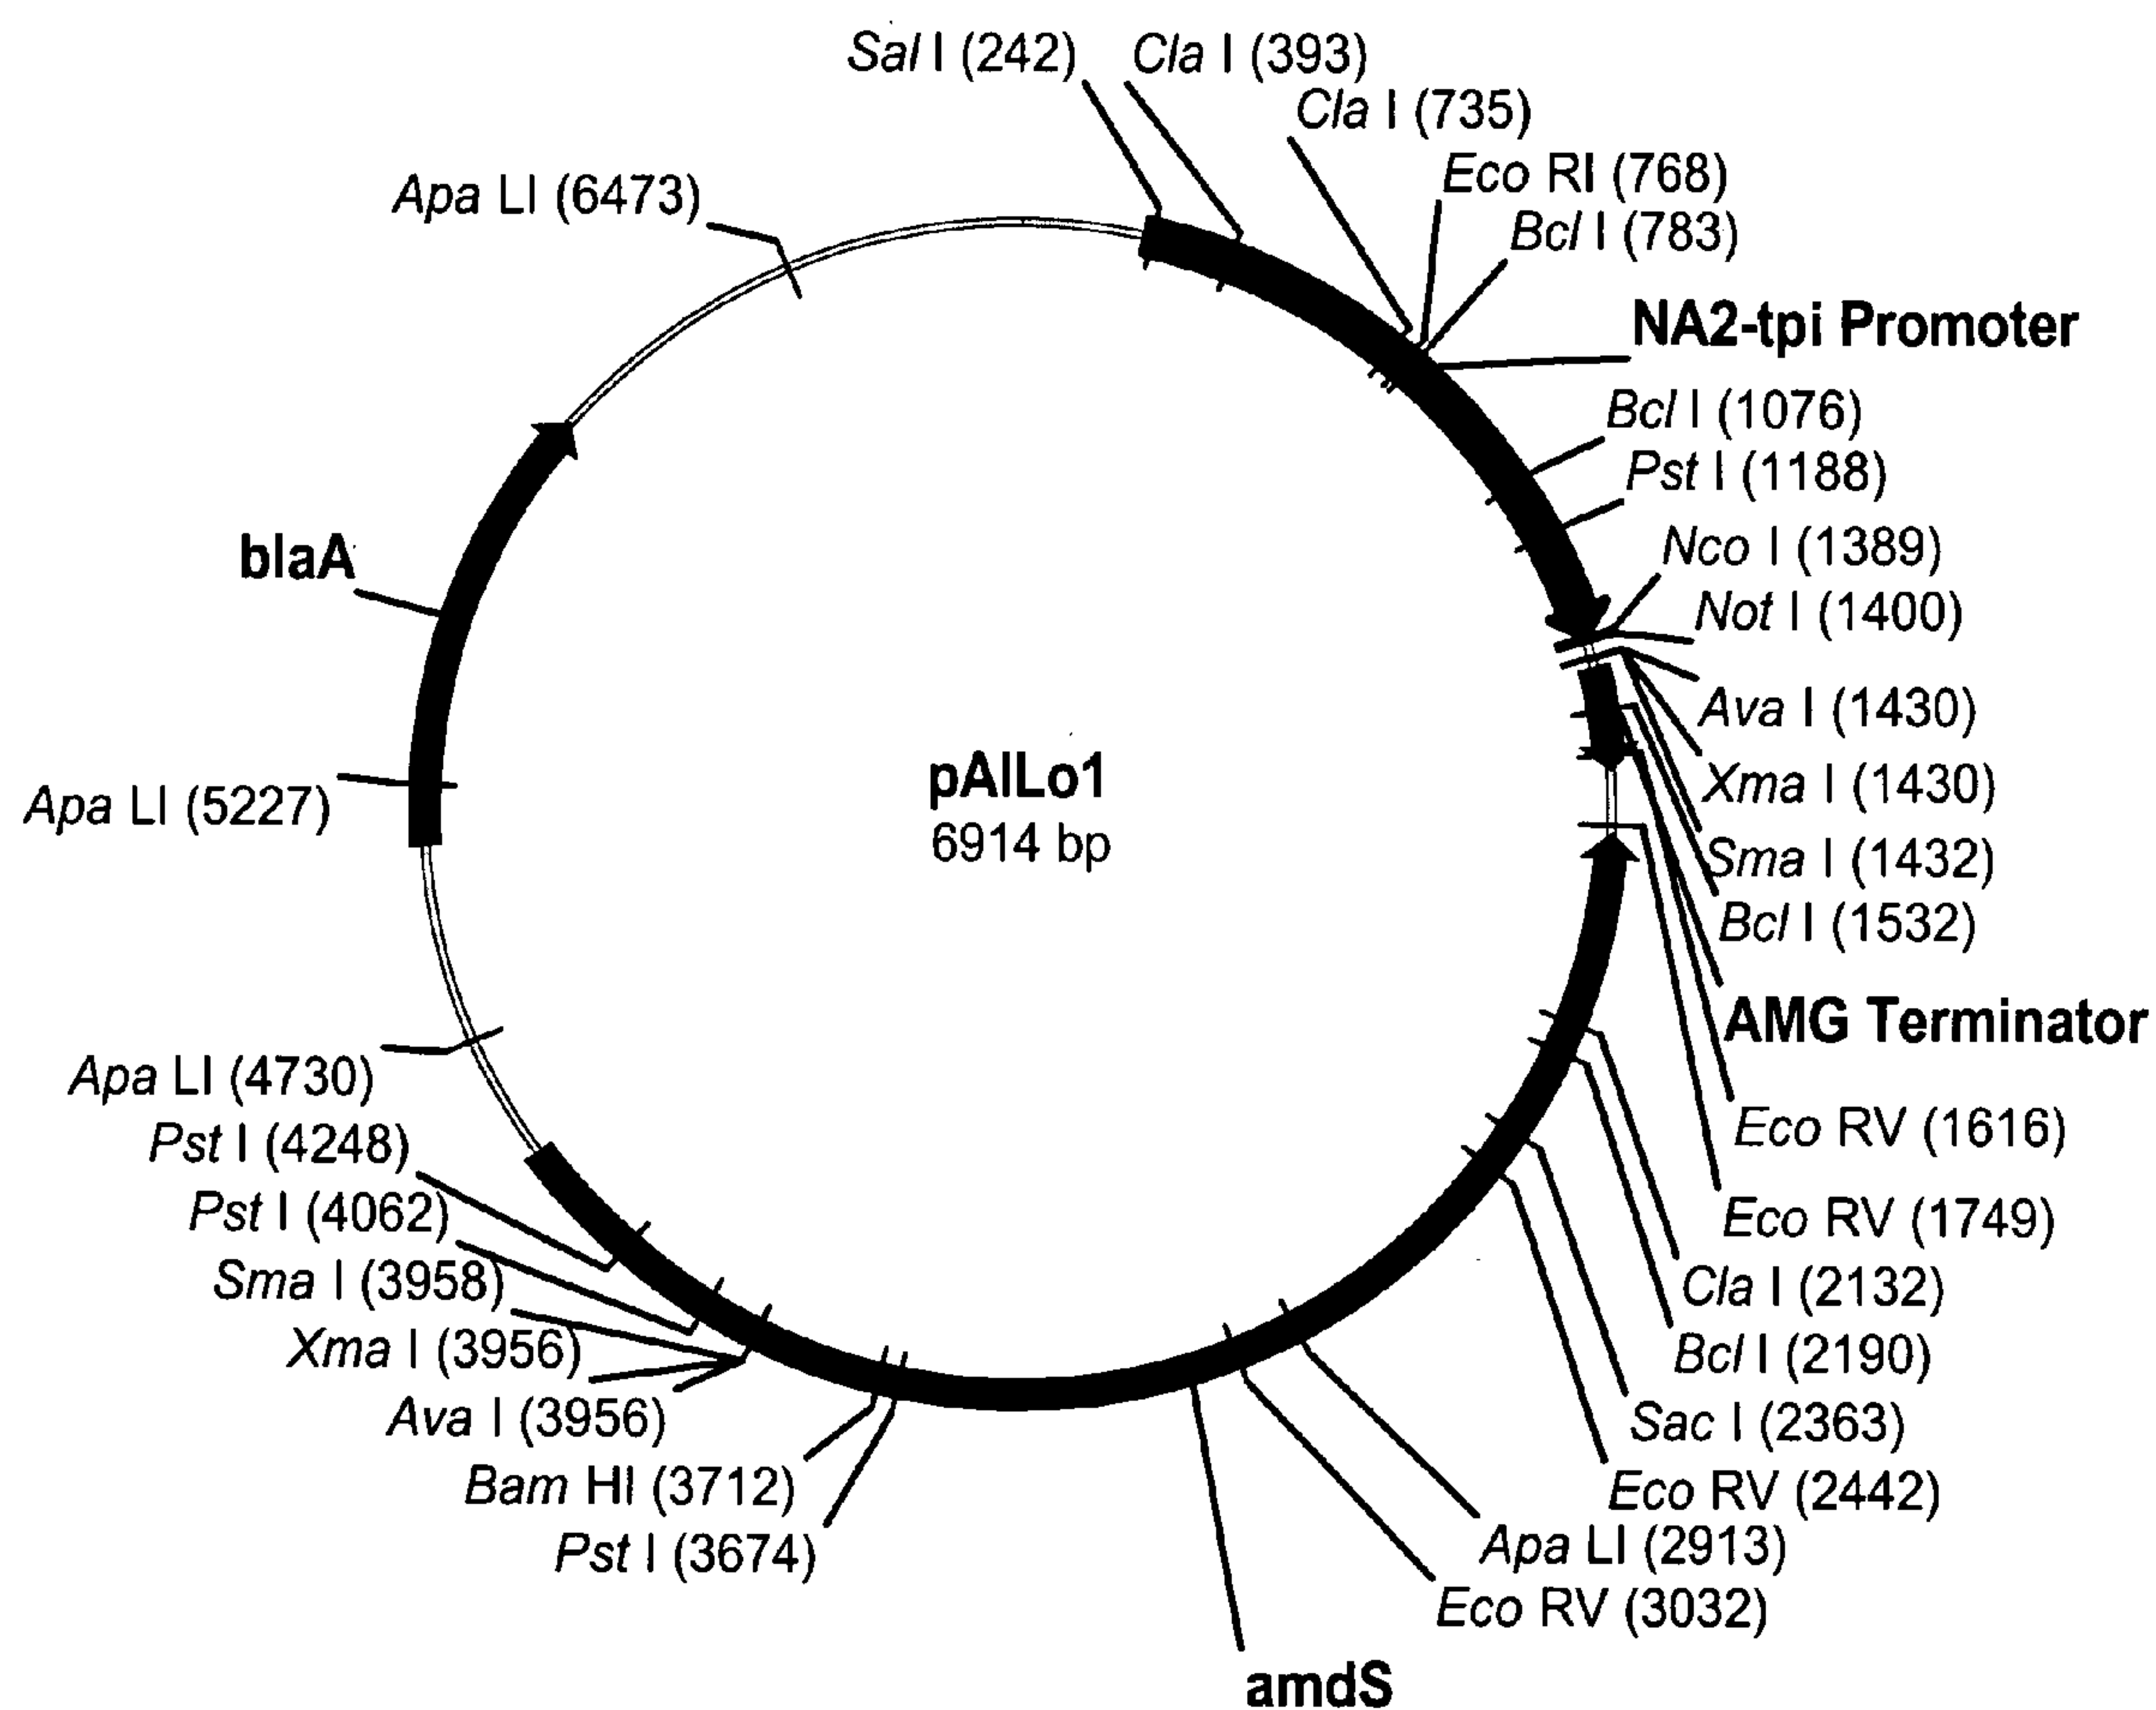 Sal I (242)
Cla I (393)
Cla I (735)
Eco RI (768)
Bcl I (783)
NA2-tpi Promoter
Bcl I (1076)
Pst I (1188)
Nco I (1389)
Not I (1400)
Ava I (1430)
Xma I (1430)
Sma I (1432)
Bcl I (1532)
AMG Terminator
Eco RV (1616)
Eco RV (1749)
Cla I (2132)
Bcl I (2190)
Sac I (2363)
Eco RV (2442)
Apa LI (2913)
Eco RV (3032)
amdS
Pst I (3674)
Bam HI (3712)
Ava I (3956)
Xma I (3956)
Sma I (3958)
Pst I (4062)
Pst I (4248)
Apa LI (4730)
Apa LI (5227)
blaA
Apa LI (6473)
pAILo1
6914 bp